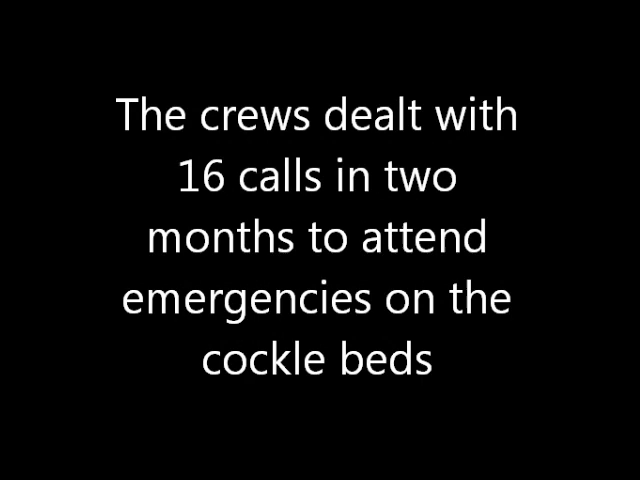 The crews dealt with
16 calls in two
months to attend
emergencies on the
cockle beds